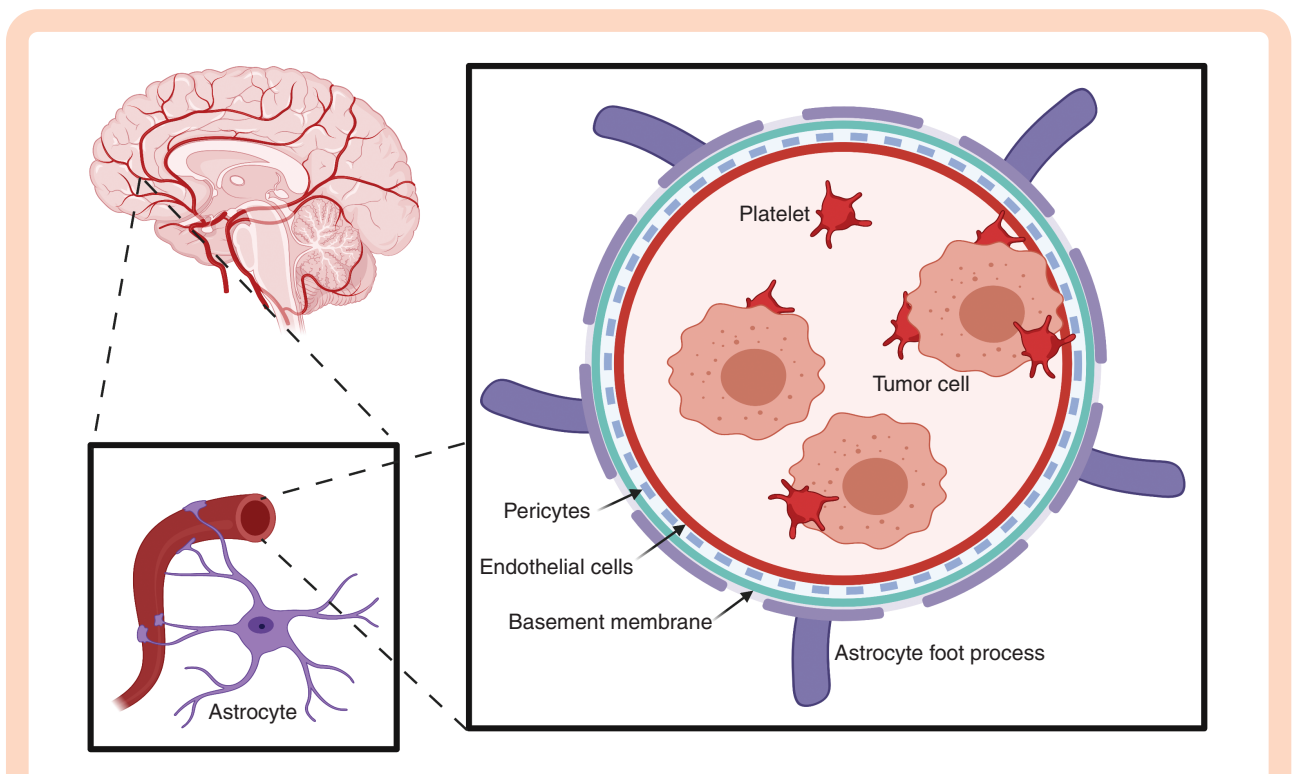 Platelet
Tumor cell
Pericytes
Endothelial cells
Basement membrane
Astrocyte foot process
Astrocyte